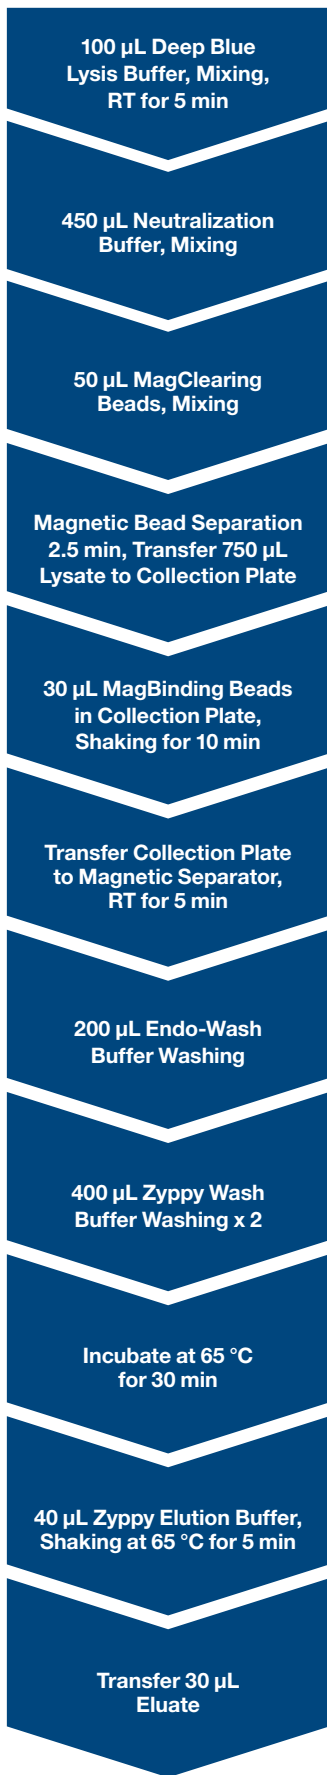 100 µL Deep Blue
Lysis Buffer, Mixing,
RT for 5 min
450 µL Neutralization
Buffer, Mixing
50 µL MagClearing
Beads, Mixing
Magnetic Bead Separation
2.5 min, Transfer 750 µL
Lysate to Collection Plate
30 µL MagBinding Beads
in Collection Plate,
Shaking for 10 min
Transfer Collection Plate
to Magnetic Separator,
RT for 5 min
200 µL Endo-Wash
Buffer Washing
400 µL Zyppy Wash
Buffer Washing x 2
Incubate at 65 °C
for 30 min
40 µL Zyppy Elution Buffer,
Shaking at 65 °C for 5 min
Transfer 30 µL
Eluate